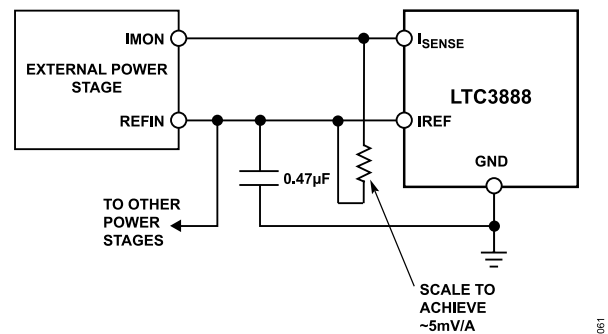 IMON
EXTERNAL POWER
STAGE
REFIN
ISENSE
LTC3888
IREF
GND
0.47µF
TO OTHER
POWER
STAGES
SCALE TO
ACHIEVE
~5mV/A
061